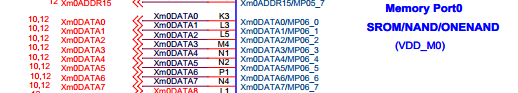 12 Xm0ADDR15 Xm0ADDR15/MP05_7 Memory Port0
10,12 Xm0DATA0 Xm0DATA0 K3 Xm0DATA0/MP06_0
10,12 Xm0DATA1 Xm0DATA1 L3 Xm0DATA1/MP06_1 SROM/NAND/ONENAND
10,12 Xm0DATA2 Xm0DATA2 L5 Xm0DATA2/MP06_2
10,12 Xm0DATA3 Xm0DATA3 M4 Xm0DATA3/MP06_3 (VDD_M0)
10,12 Xm0DATA4 Xm0DATA4 N1 Xm0DATA4/MP06_4
10,12 Xm0DATA5 Xm0DATA5 N2 Xm0DATA5/MP06_5
10,12 Xm0DATA6 Xm0DATA6 P1 Xm0DATA6/MP06_6
10,12 Xm0DATA7 Xm0DATA7 N4 Xm0DATA7/MP06_7
Xm0DATA8 L1